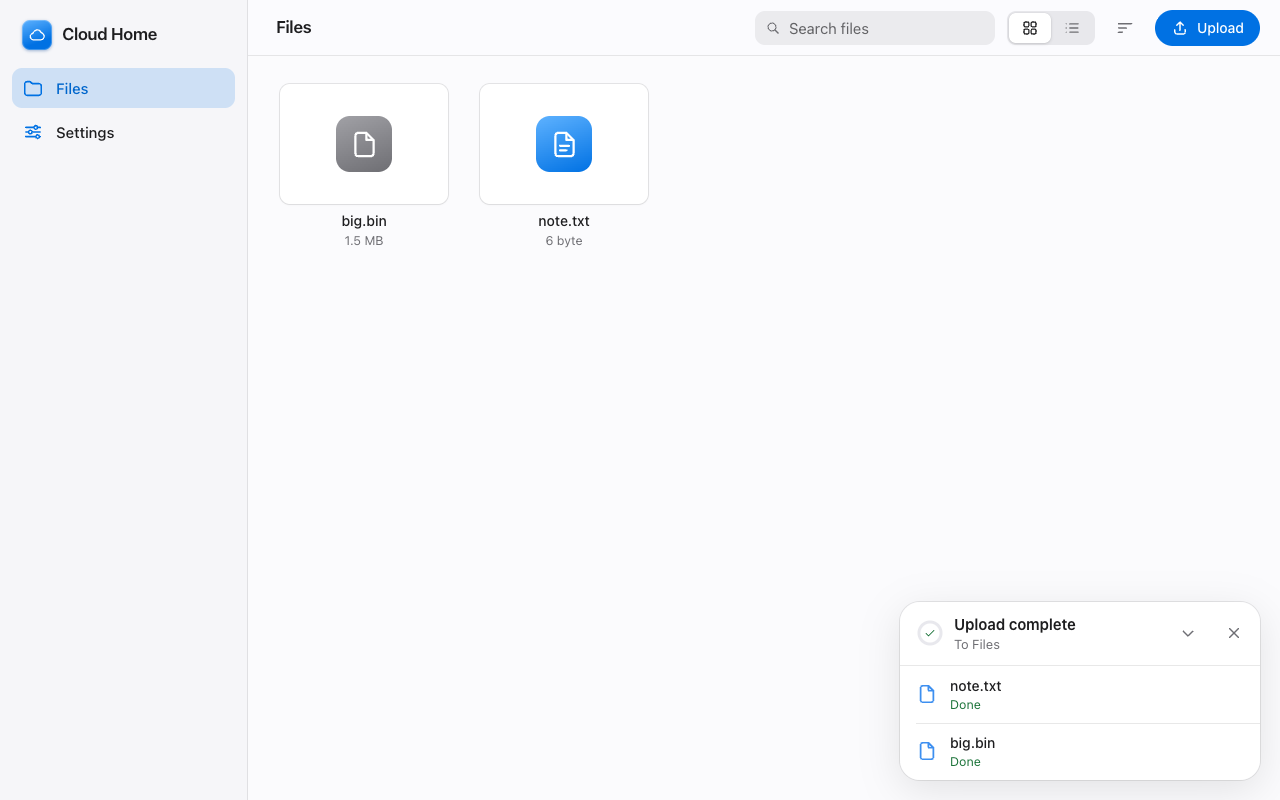 Cloud Home
Files
Settings
Files
Search files
Upload
big.bin
1.5 MB
note.txt
6 byte
Upload complete
To Files
note.txt
Done
big.bin
Done